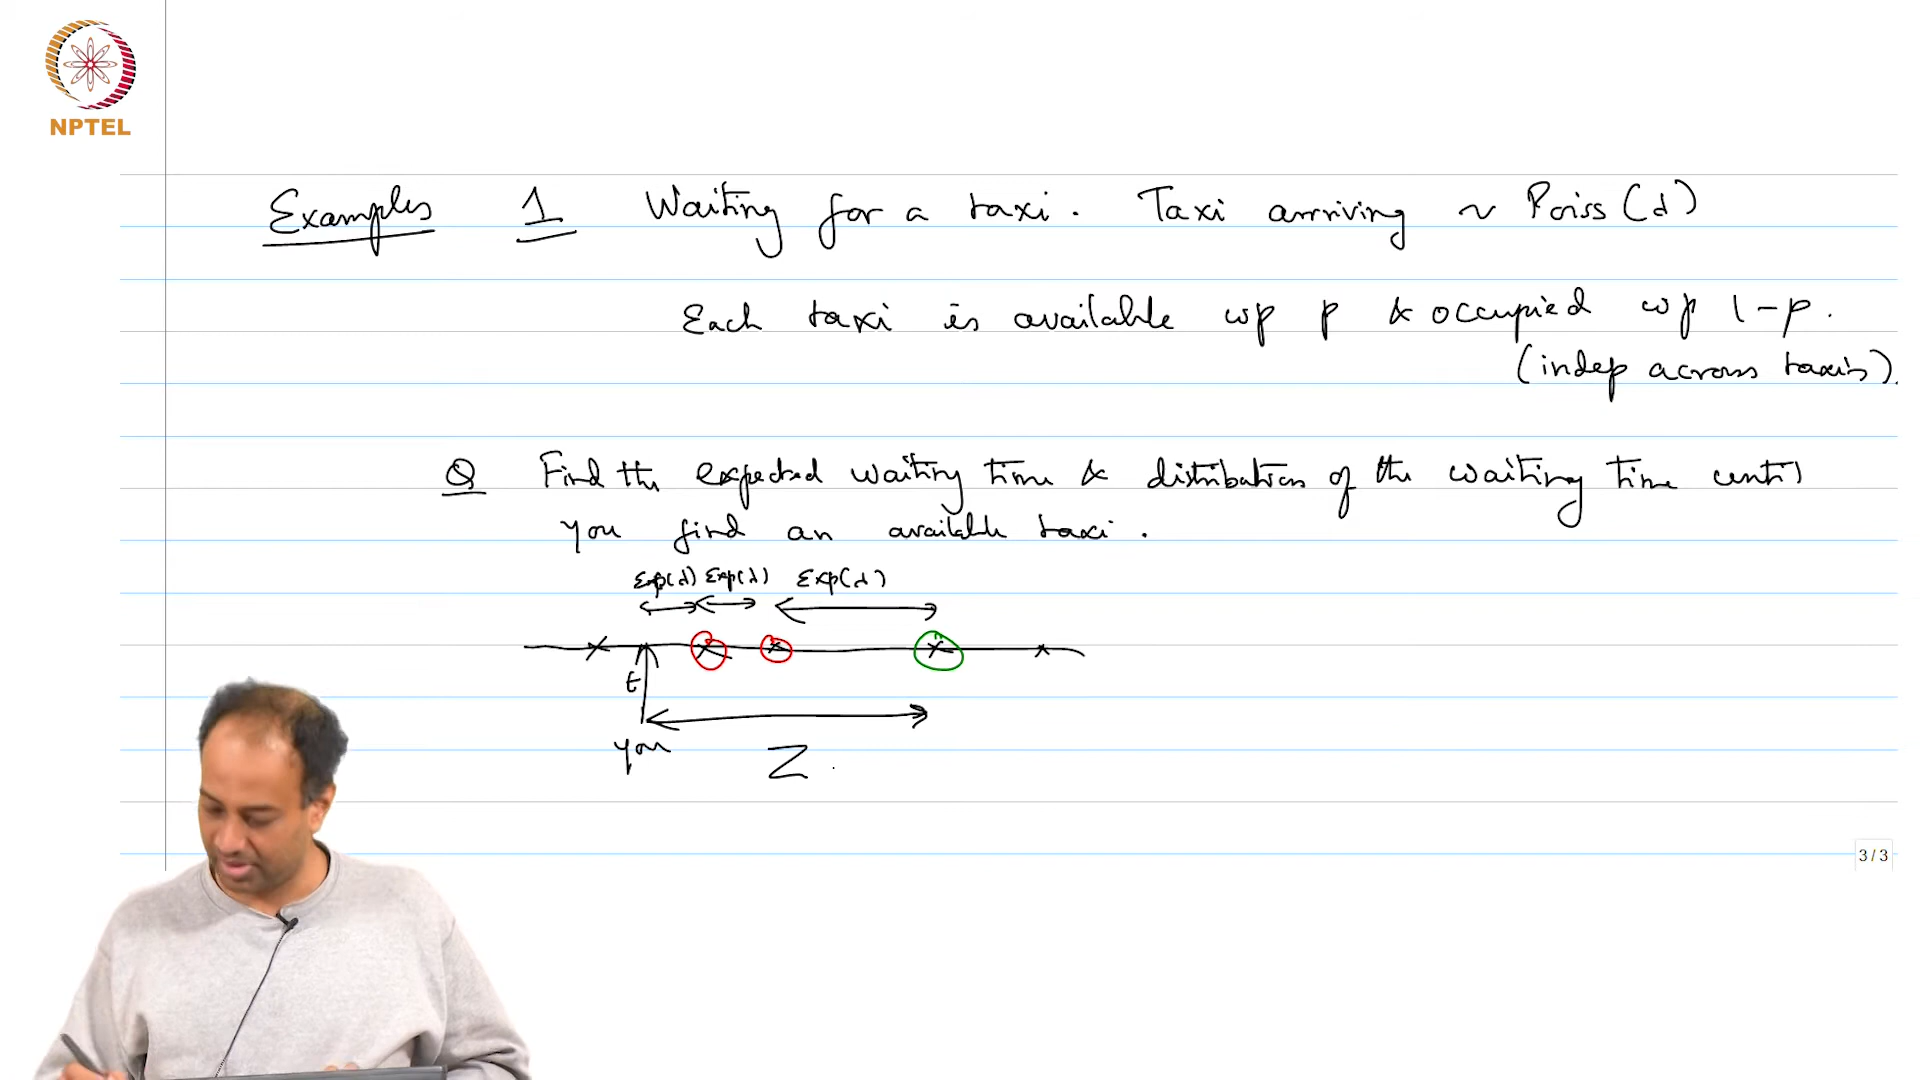 NPTEL
Examples 1 Waiting for a taxi. Taxi arriving ~ Poiss(λ)
Each taxi is available wp p & occupied wp 1-p.
(indep across taxis).
Q Find the expected waiting time & distribution of the waiting time until
you find an available taxi.
Exp(λ) Exp(λ) Exp(λ)
t
you
Z
3 / 3